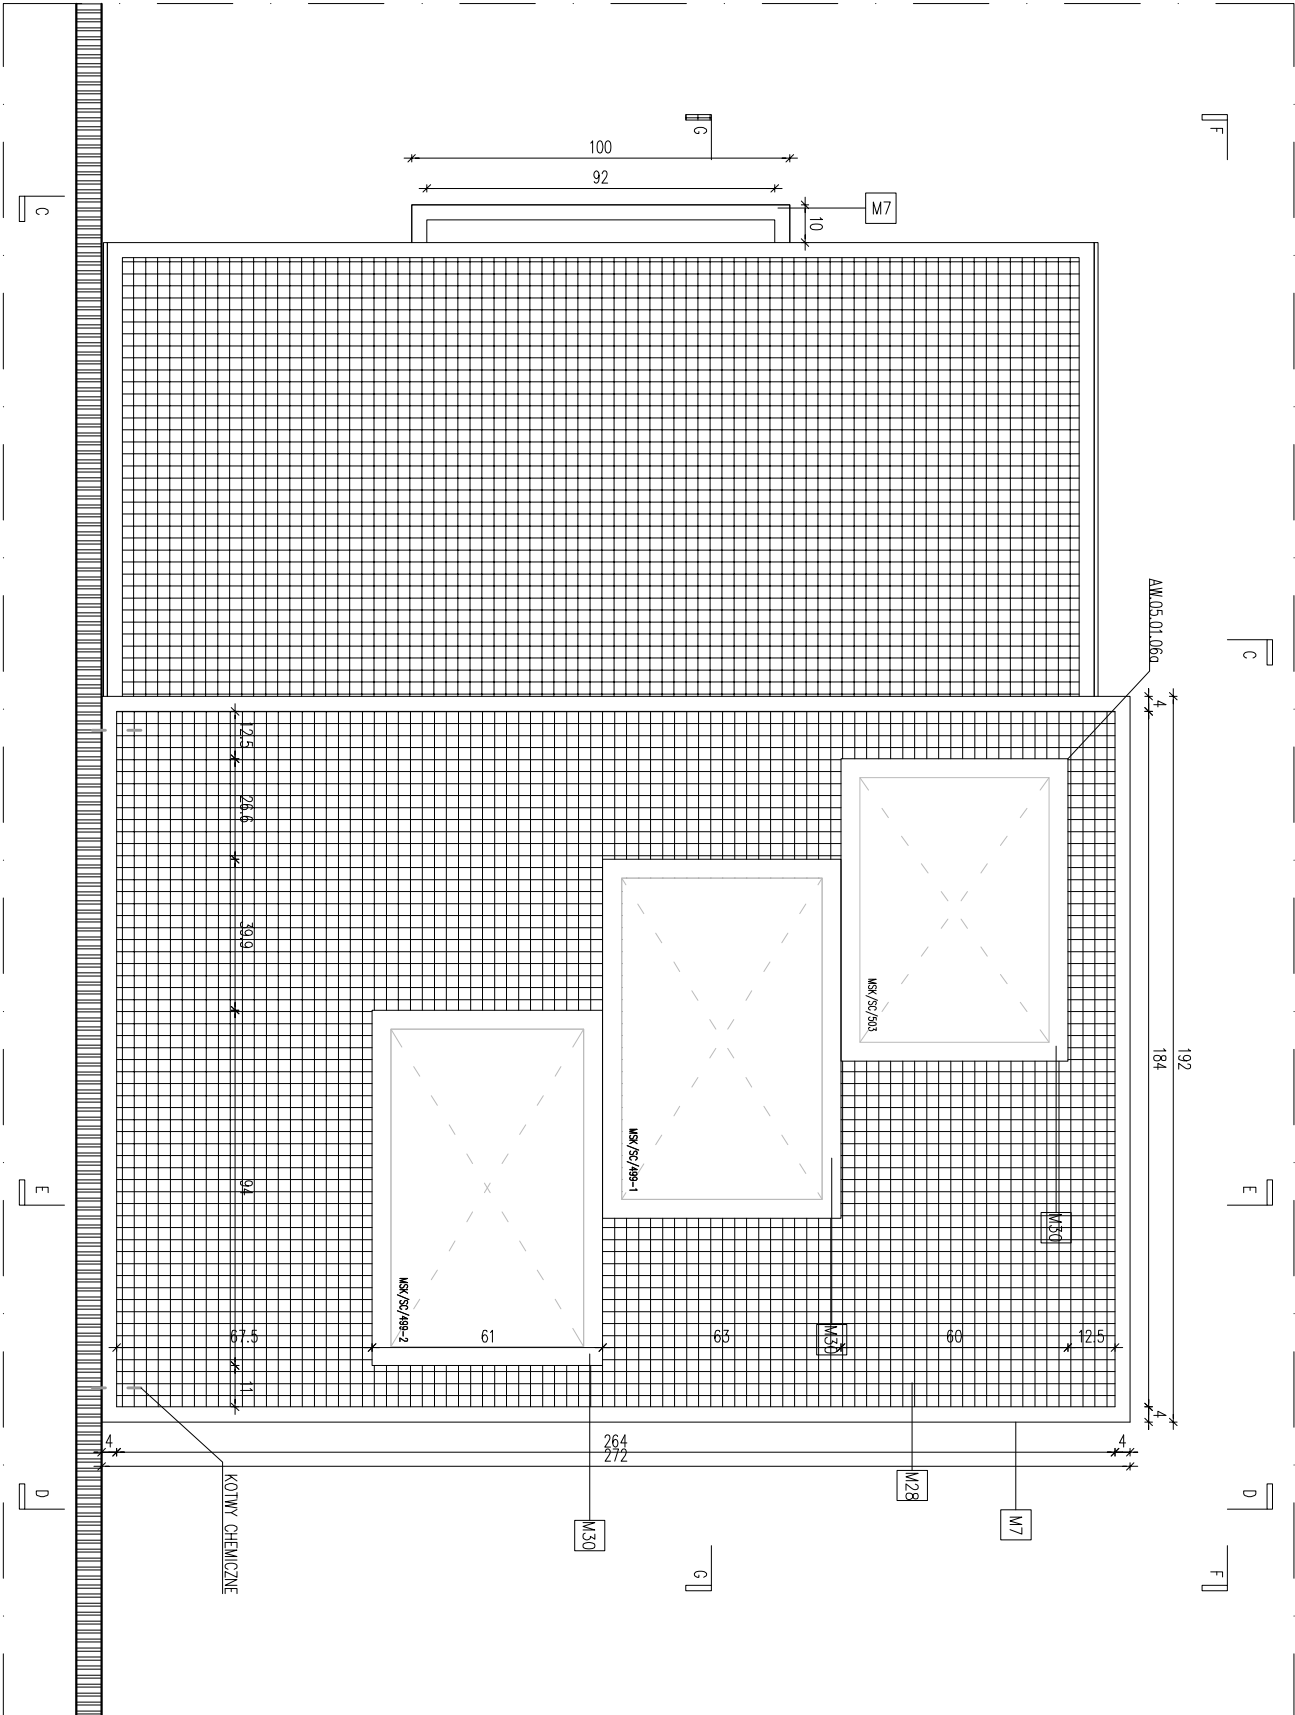 G
F
C
100
92
M7
10
AW.05.01.06a
C
4
192
184
12.5
26.6
39.9
94
11
MSK/SC/503
MSK/SC/499-1
MSK/SC/499-2
E
E
M30
M30
67.5
61
63
60
12.5
4
4
264
272
4
KOTWY CHEMICZNE
M30
M28
M7
D
D
G
F